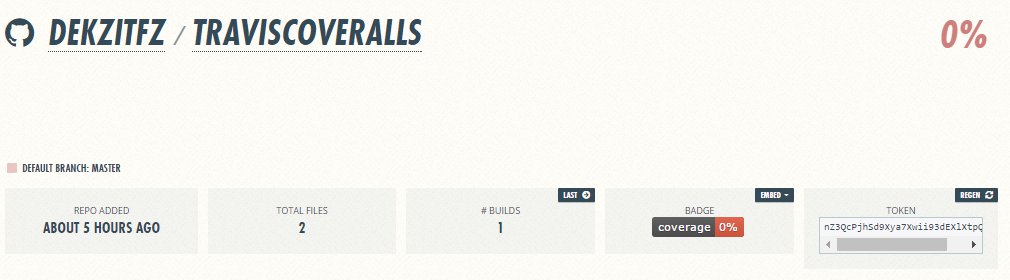 DEKZITFZ / TRAVISCOVERALLS 0%
DEFAULT BRANCH: MASTER
LAST EMBED REGEN
REPO ADDED TOTAL FILES # BUILDS BADGE TOKEN
ABOUT 5 HOURS AGO 2 1 coverage 0% nZ3QcPjhSd9Xya7Xwii93dEXlXtpQ